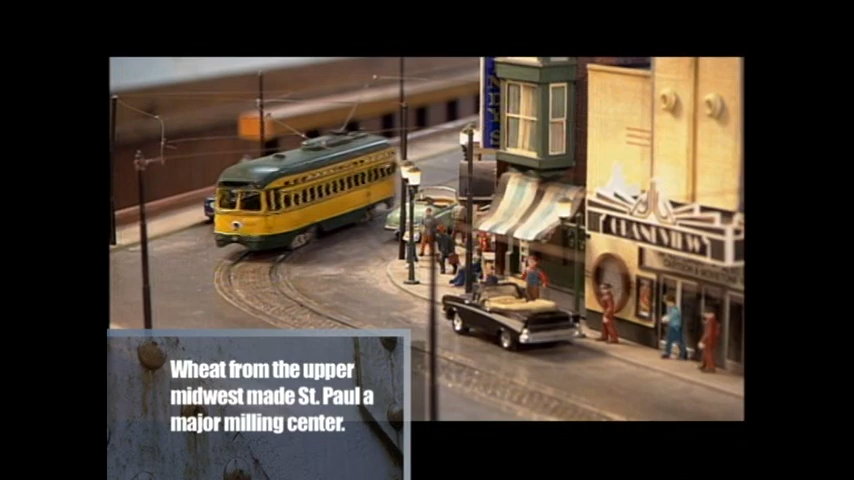 GRANDVIEW
Wheat from the upper
midwest made St. Paul a
major milling center.